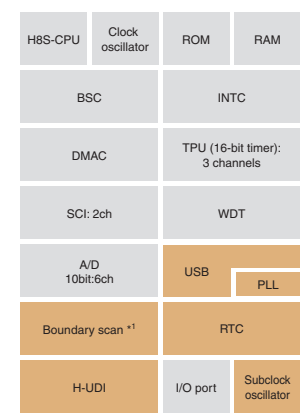 H8S-CPU
Clock
oscillator
ROM
RAM
BSC
INTC
DMAC
TPU (16-bit timer):
3 channels
SCI: 2ch
WDT
A/D
10bit:6ch
USB
PLL
Boundary scan *1
RTC
H-UDI
I/O port
Subclock
oscillator